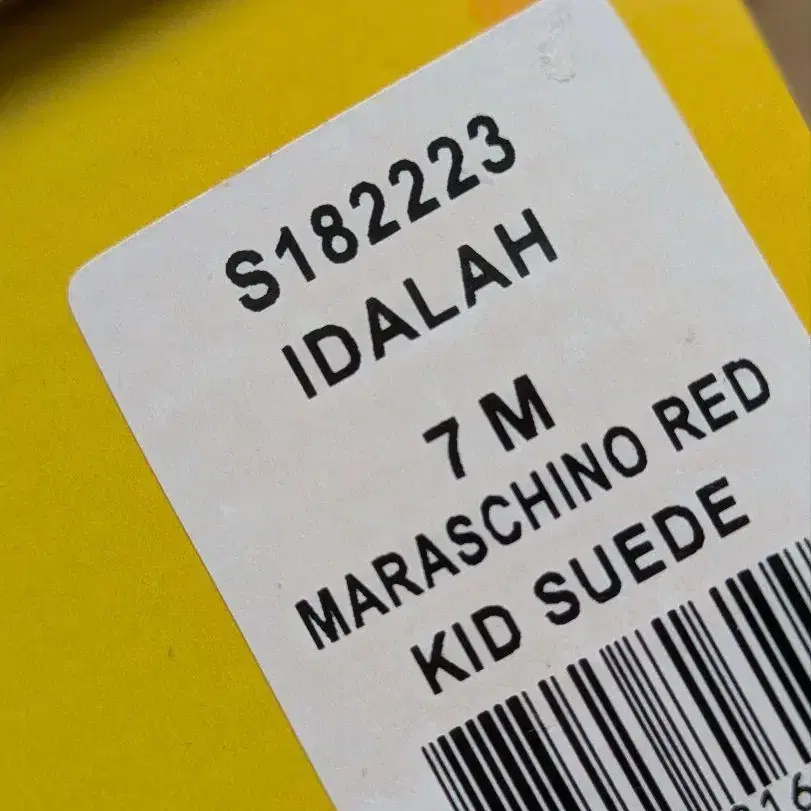 S182223
IDALAH
7 M
MARASCHINO RED
KID SUEDE